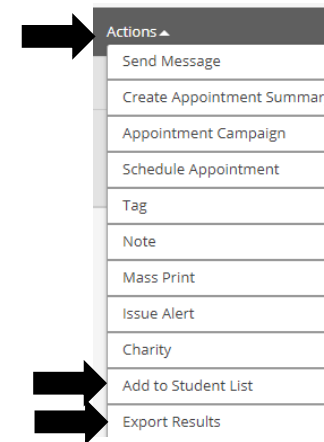 Actions▲
Send Message
Create Appointment Summar
Appointment Campaign
Schedule Appointment
Tag
Note
Mass Print
Issue Alert
Charity
Add to Student List
Export Results